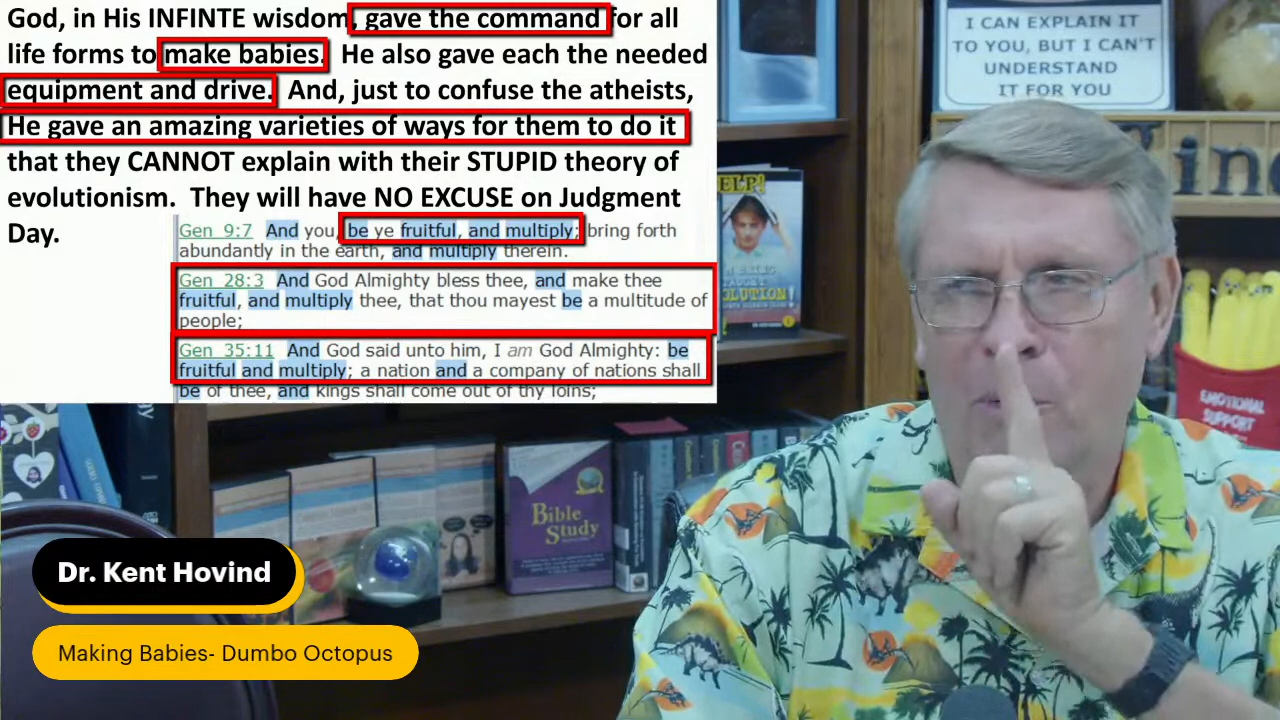 God, in His INFINTE wisdom, gave the command for all
life forms to make babies. He also gave each the needed
equipment and drive. And, just to confuse the atheists,
He gave an amazing varieties of ways for them to do it
that they CANNOT explain with their STUPID theory of
evolutionism. They will have NO EXCUSE on Judgment
Day.
Gen 9:7 And you, be ye fruitful, and multiply; bring forth
abundantly in the earth, and multiply therein.
Gen 28:3 And God Almighty bless thee, and make thee
fruitful, and multiply thee, that thou mayest be a multitude of
people;
Gen 35:11 And God said unto him, I am God Almighty: be
fruitful and multiply; a nation and a company of nations shall
be of thee, and kings shall come out of thy loins;
I CAN EXPLAIN IT
TO YOU, BUT I CAN'T
UNDERSTAND
IT FOR YOU
ELP!
EMOTIONAL
SUPPORT
Bible
Study
Dr. Kent Hovind
Making Babies- Dumbo Octopus